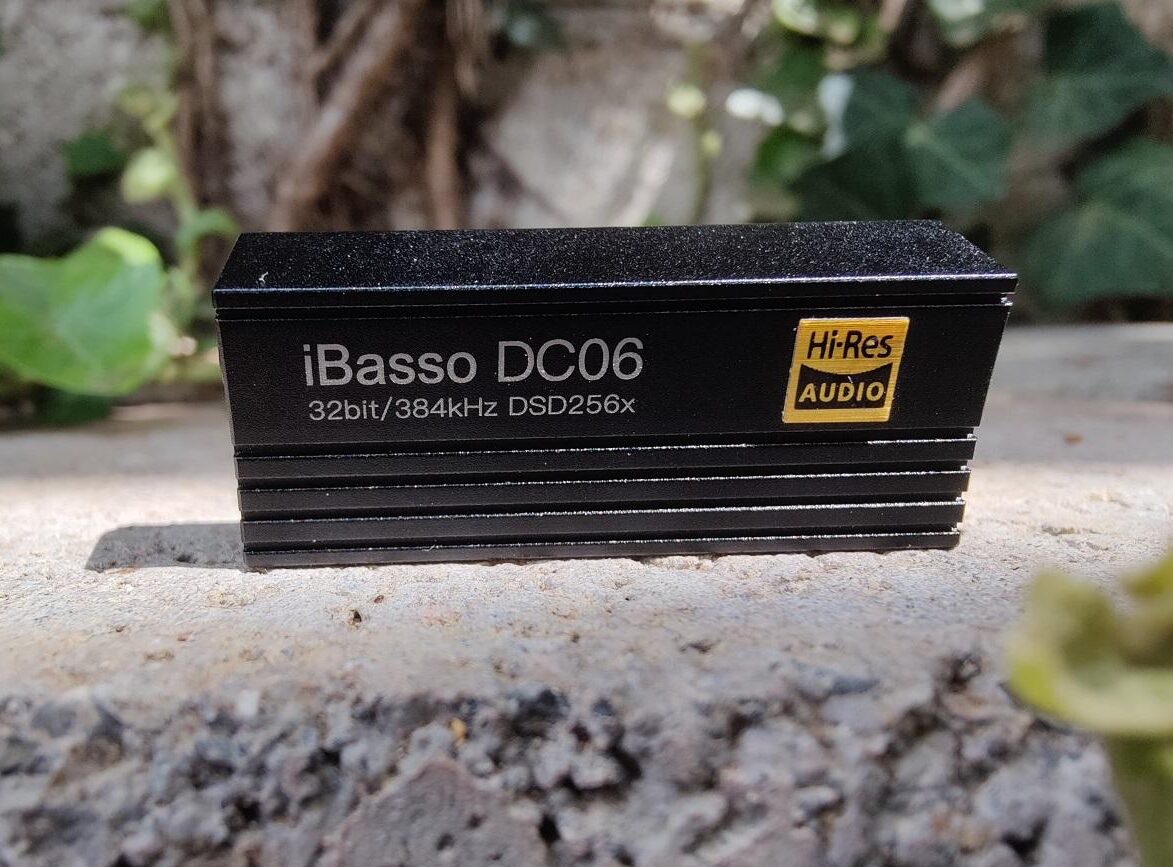 iBasso DC06
32bit/384kHz DSD256x
Hi-Res
AUDIO